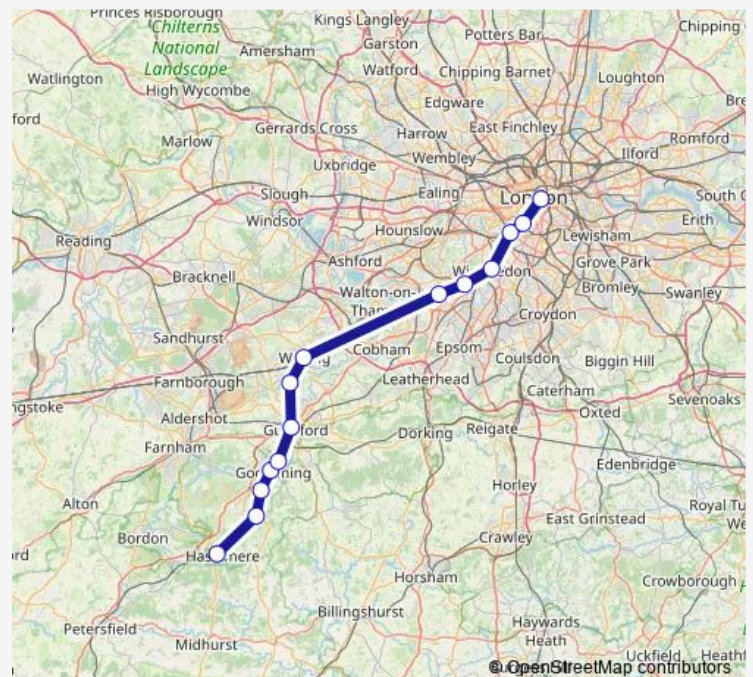 Princes Risborough
Kings Langley
Chipping
Chilterns
National
Landscape
Potters Bar
Garston
Amersham
Watford
Chipping Barnet
Loughton
Watlington
High Wycombe
Edgware
ford
Marlow
Gerrards Cross
Harrow
East Finchley
Romford
Ilford
Wembley
Uxbridge
Slough
Ealing
London
South
Windsor
Erith
Hounslow
Lewisham
Reading
Ashford
Grove Park
Bracknell
Bromley
Swanley
Walton-on-
Croydon
Sandhurst
Cobham
Epsom
Coulsdon
Biggin Hill
Farnborough
Leatherhead
Caterham
Sevenoaks
ngstoke
Oxted
Aldershot
Dorking
Reigate
Farnham
Edenbridge
Horley
Alton
East Grinstead
Royal Tu
We
Bordon
Crawley
rd
Horsham
Crowborough
Billingshurst
Petersfield
Haywards
Heath
Midhurst
Uckfield
Heathf
© OpenStreetMap contributors